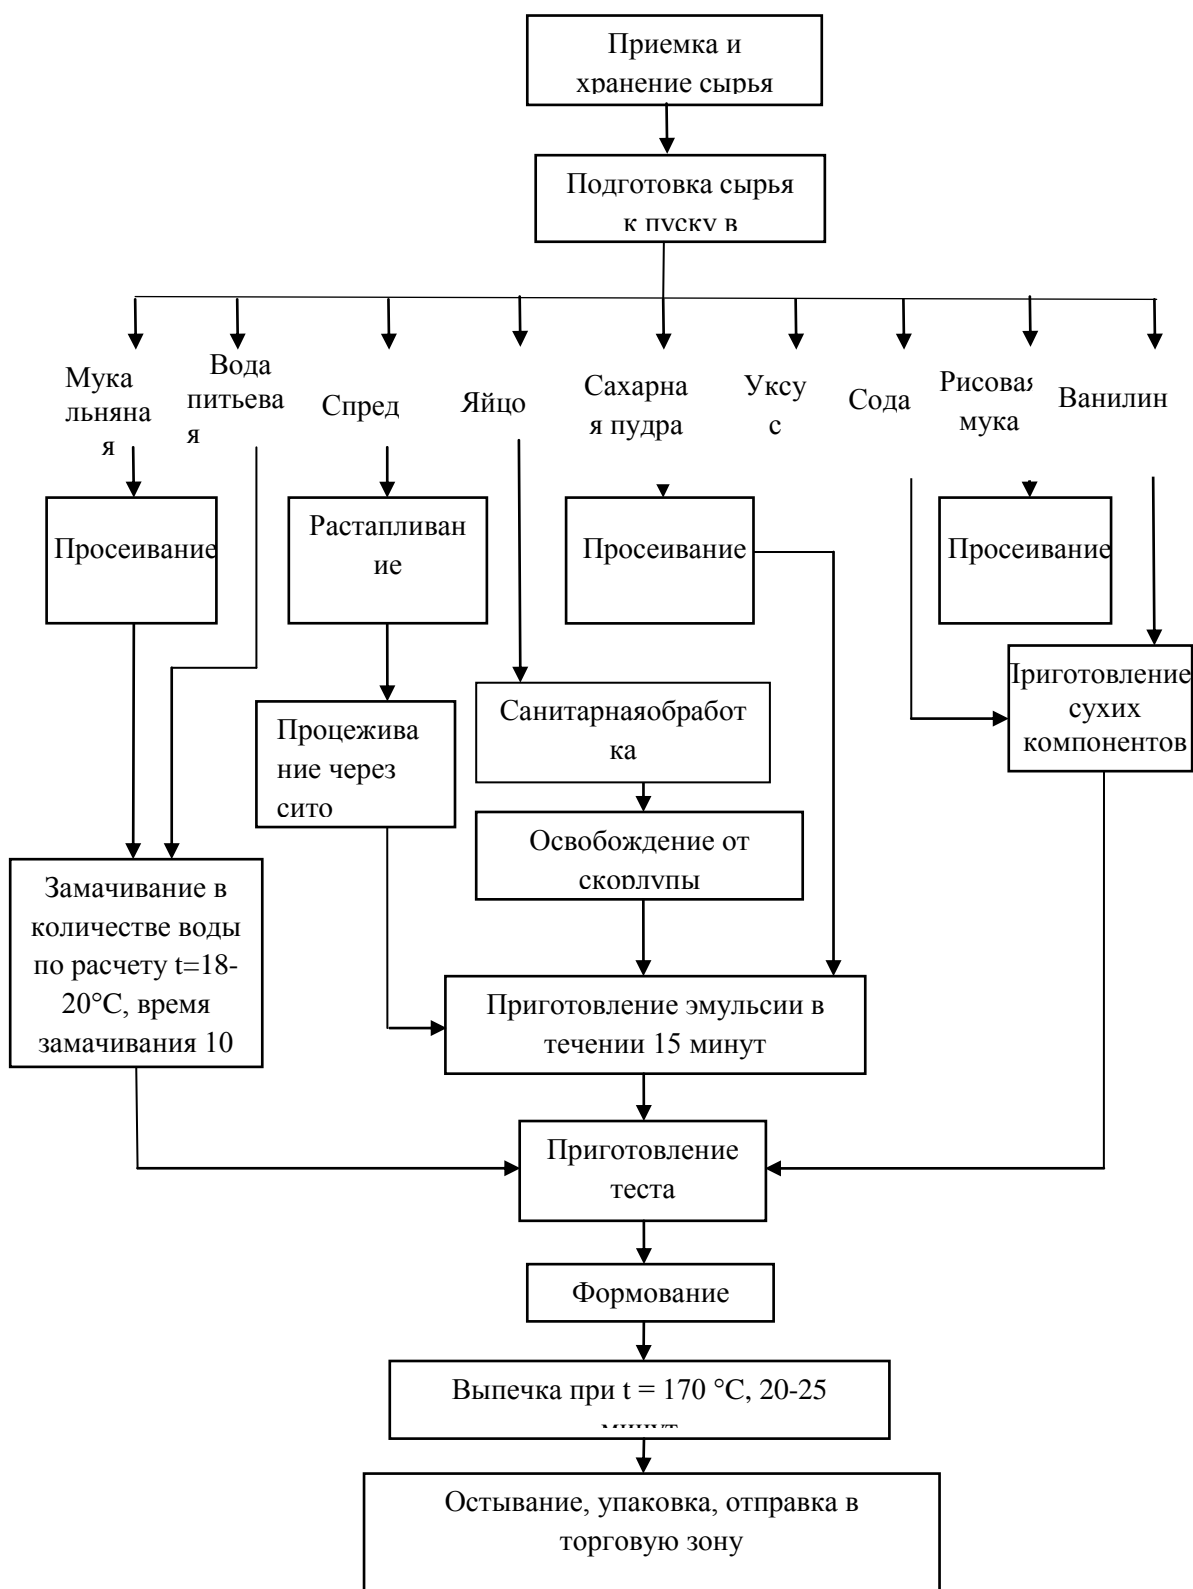 Приемка и
хранение сырья
Подготовка сырья
к пуску в
Мука
льняна
я
Вода
питьева
я
Спред
Яйцо
Сахарна
я пудра
Уксу
с
Сода
Рисовая
мука
Ванилин
Просеивание
Растапливан
ие
Просеивание
Просеивание
Процежива
ние через
сито
Санитарнаяобработ
ка
Приготовление
сухих
компонентов
Освобождение от
скорлупы
Замачивание в
количестве воды
по расчету t=18-
20°С, время
замачивания 10
Приготовление эмульсии в
течении 15 минут
Приготовление
теста
Формование
Выпечка при t = 170 °С, 20-25
минут
Остывание, упаковка, отправка в
торговую зону